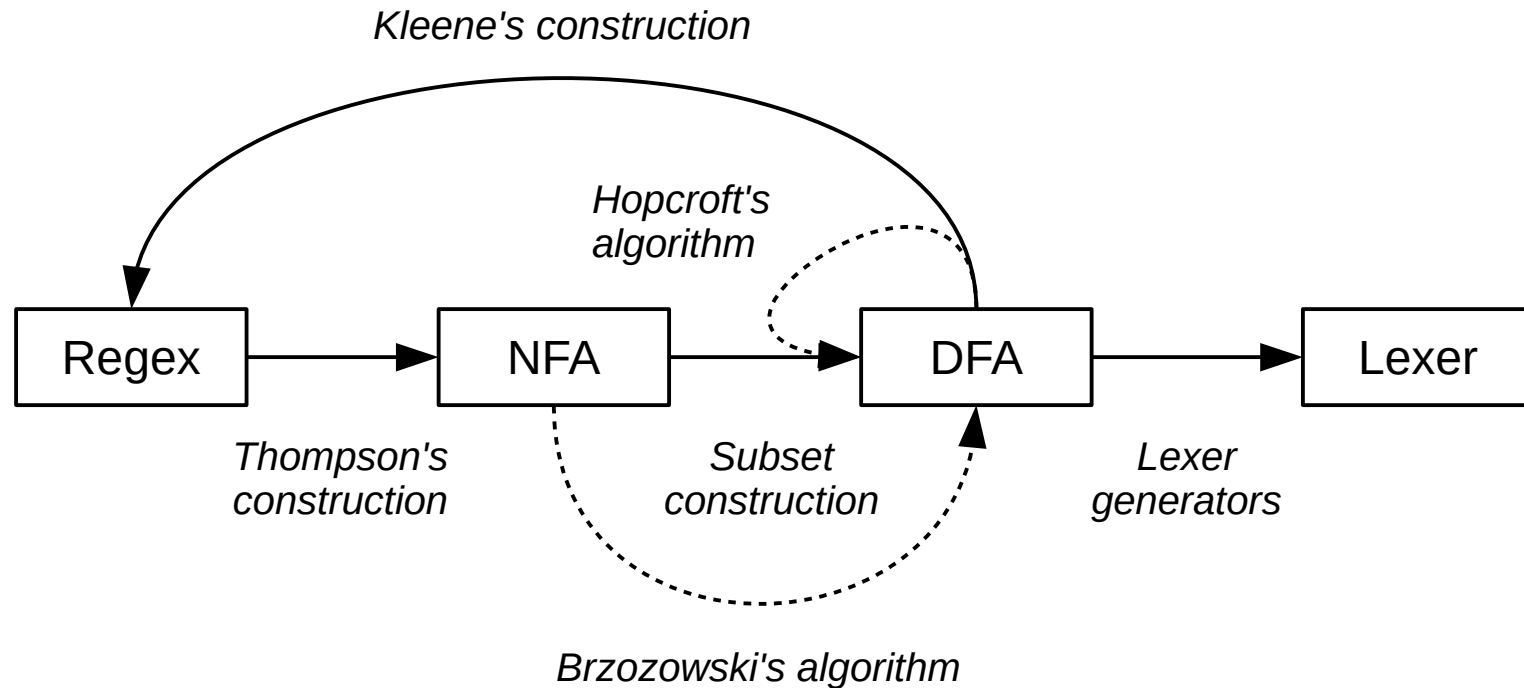 Kleene's construction
Hopcroft's
algorithm
Regex
NFA
DFA
Lexer
Thompson's
construction
Subset
construction
Lexer
generators
Brzozowski's algorithm